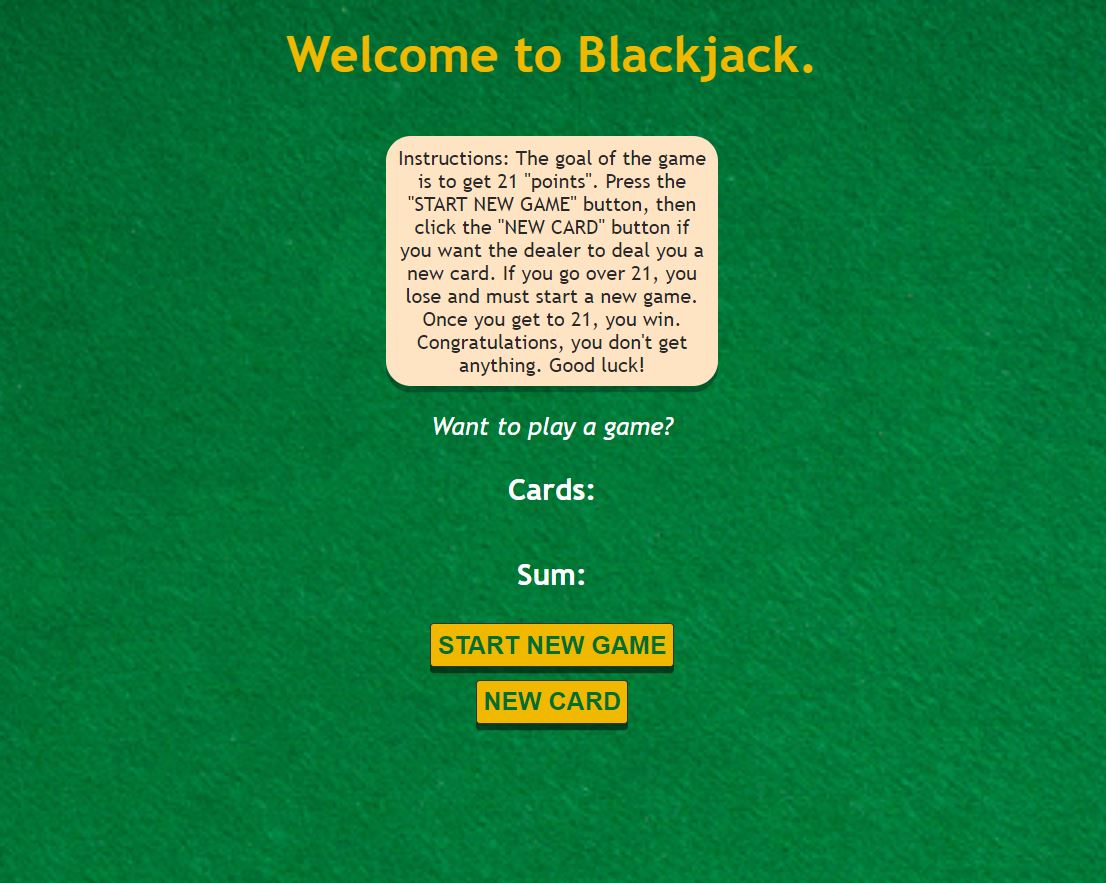 Welcome to Blackjack.
Instructions: The goal of the game
is to get 21 "points". Press the
"START NEW GAME" button, then
click the "NEW CARD" button if
you want the dealer to deal you a
new card. If you go over 21, you
lose and must start a new game.
Once you get to 21, you win.
Congratulations, you don't get
anything. Good luck!
Want to play a game?
Cards:
Sum:
START NEW GAME
NEW CARD